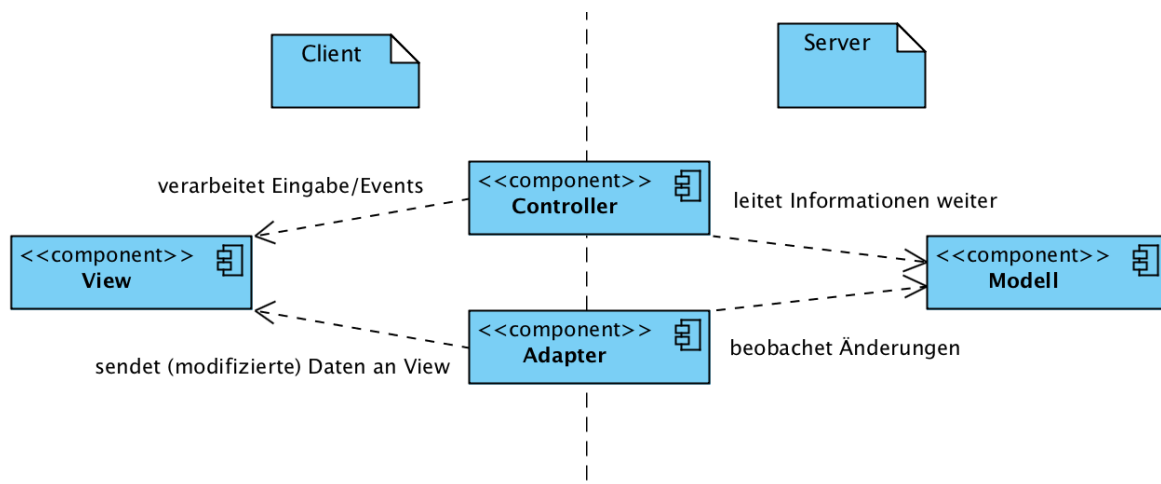 Client
Server
verarbeitet Eingabe/Events
<<component>>
Controller
leitet Informationen weiter
<<component>>
View
<<component>>
Modell
<<component>>
Adapter
sendet (modifizierte) Daten an View
beobachet Änderungen